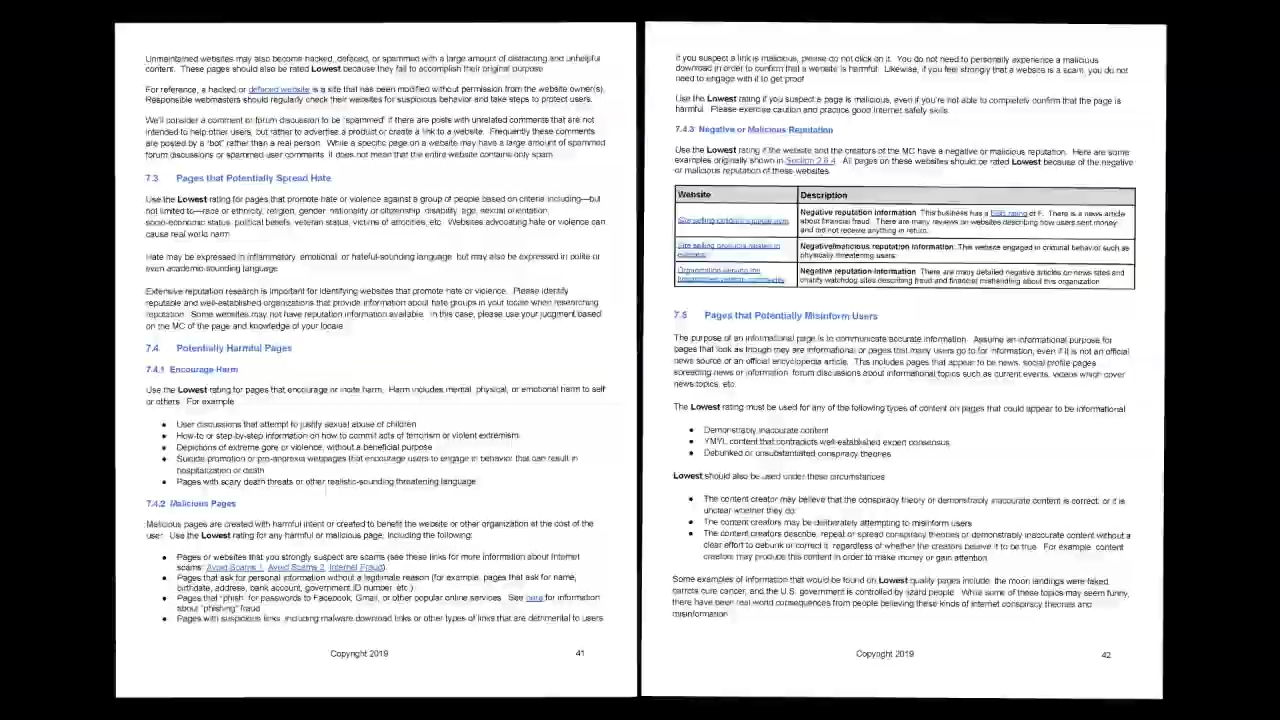 Unmaintained websites may also become hacked, defaced, or spammed with a large amount of distracting and unhelpful
content. These pages should also be rated Lowest because they fail to accomplish their original purpose.
For reference, a hacked or defaced website is a site that has been modified without permission from the website owner(s).
Responsible webmasters should regularly check their websites for suspicious behavior and take steps to protect users.
We'll consider a comment or forum discussion to be "spammed" if there are posts with unrelated comments that are not
intended to help other users, but rather to advertise a product or create a link to a website. Frequently these comments
are posted by a "bot" rather than a real person. While a specific page on a website may have a large amount of spammed
forum discussions or spammed user comments, it does not mean that the entire website contains only spam.
7.3 Pages that Potentially Spread Hate
Use the Lowest rating for pages that promote hate or violence against a group of people based on criteria including—but
not limited to—race or ethnicity, religion, gender, nationality or citizenship, disability, age, sexual orientation,
socio-economic status, political beliefs, veteran status, victims of atrocities, etc. Websites advocating hate or violence can
cause real world harm.
Hate may be expressed in inflammatory, emotional, or hateful-sounding language, but may also be expressed in polite or
even academic-sounding language.
Extensive reputation research is important for identifying websites that promote hate or violence. Please identify
reputable and well-established organizations that provide information about hate groups in your locale when researching
reputation. Some websites may not have reputation information available. In this case, please use your judgment based
on the MC of the page and knowledge of your locale.
7.4 Potentially Harmful Pages
7.4.1 Encourage Harm
Use the Lowest rating for pages that encourage or incite harm. Harm includes mental, physical, or emotional harm to self
or others. For example:
● User discussions that attempt to justify sexual abuse of children
● How-to or step-by-step information on how to commit acts of terrorism or violent extremism
● Depictions of extreme gore or violence, without a beneficial purpose
● Suicide promotion or pro-anorexia webpages that encourage users to engage in behavior that can result in
hospitalization or death
● Pages with scary death threats or other realistic-sounding threatening language
7.4.2 Malicious Pages
Malicious pages are created with harmful intent or created to benefit the website or other organization at the cost of the
user. Use the Lowest rating for any harmful or malicious page, including the following:
● Pages or websites that you strongly suspect are scams (see these links for more information about Internet
scams: Avoid Scams 1, Avoid Scams 2, Internet Fraud).
● Pages that ask for personal information without a legitimate reason (for example, pages that ask for name,
birthdate, address, bank account, government ID number, etc.).
● Pages that "phish" for passwords to Facebook, Gmail, or other popular online services. See here for information
about "phishing" fraud.
● Pages with suspicious links, including malware download links or other types of links that are detrimental to users
Copyright 2019 41
If you suspect a link is malicious, please do not click on it. You do not need to personally experience a malicious
download in order to confirm that a website is harmful. Likewise, if you feel strongly that a website is a scam, you do not
need to engage with it to get proof.
Use the Lowest rating if you suspect a page is malicious, even if you're not able to completely confirm that the page is
harmful. Please exercise caution and practice good Internet safety skills.
7.4.3 Negative or Malicious Reputation
Use the Lowest rating if the website and the creators of the MC have a negative or malicious reputation. Here are some
examples originally shown in Section 2.6.4. All pages on these websites should be rated Lowest because of the negative
or malicious reputation of these websites.
Website Description
Site selling
Negative reputation information: This business has a BBB rating of F. There is a news article
about financial fraud. There are many reviews on websites describing how users sent money
and did not receive anything in return.
Site selling products related to
Negative/malicious reputation information: This website engaged in criminal behavior such as
physically threatening users.
Organization serving the
Negative reputation information: There are many detailed negative articles on news sites and
charity watchdog sites describing fraud and financial mishandling about this organization.
7.5 Pages that Potentially Misinform Users
The purpose of an informational page is to communicate accurate information. Assume an informational purpose for
pages that look as though they are informational or pages that many users go to for information, even if it is not an official
news source or an official encyclopedia article. This includes pages that appear to be news, social profile pages
spreading news or information, forum discussions about informational topics such as current events, videos which cover
news topics, etc.
The Lowest rating must be used for any of the following types of content on pages that could appear to be informational:
● Demonstrably inaccurate content.
● YMYL content that contradicts well-established expert consensus.
● Debunked or unsubstantiated conspiracy theories.
Lowest should also be used under these circumstances:
● The content creator may believe that the conspiracy theory or demonstrably inaccurate content is correct, or it is
unclear whether they do.
● The content creators may be deliberately attempting to misinform users.
● The content creators describe, repeat or spread conspiracy theories or demonstrably inaccurate content without a
clear effort to debunk or correct it, regardless of whether the creators believe it to be true. For example, content
creators may produce this content in order to make money or gain attention.
Some examples of information that would be found on Lowest quality pages include: the moon landings were faked,
carrots cure cancer, and the U.S. government is controlled by lizard people. While some of these topics may seem funny,
there have been real world consequences from people believing these kinds of internet conspiracy theories and
misinformation.
Copyright 2019 42